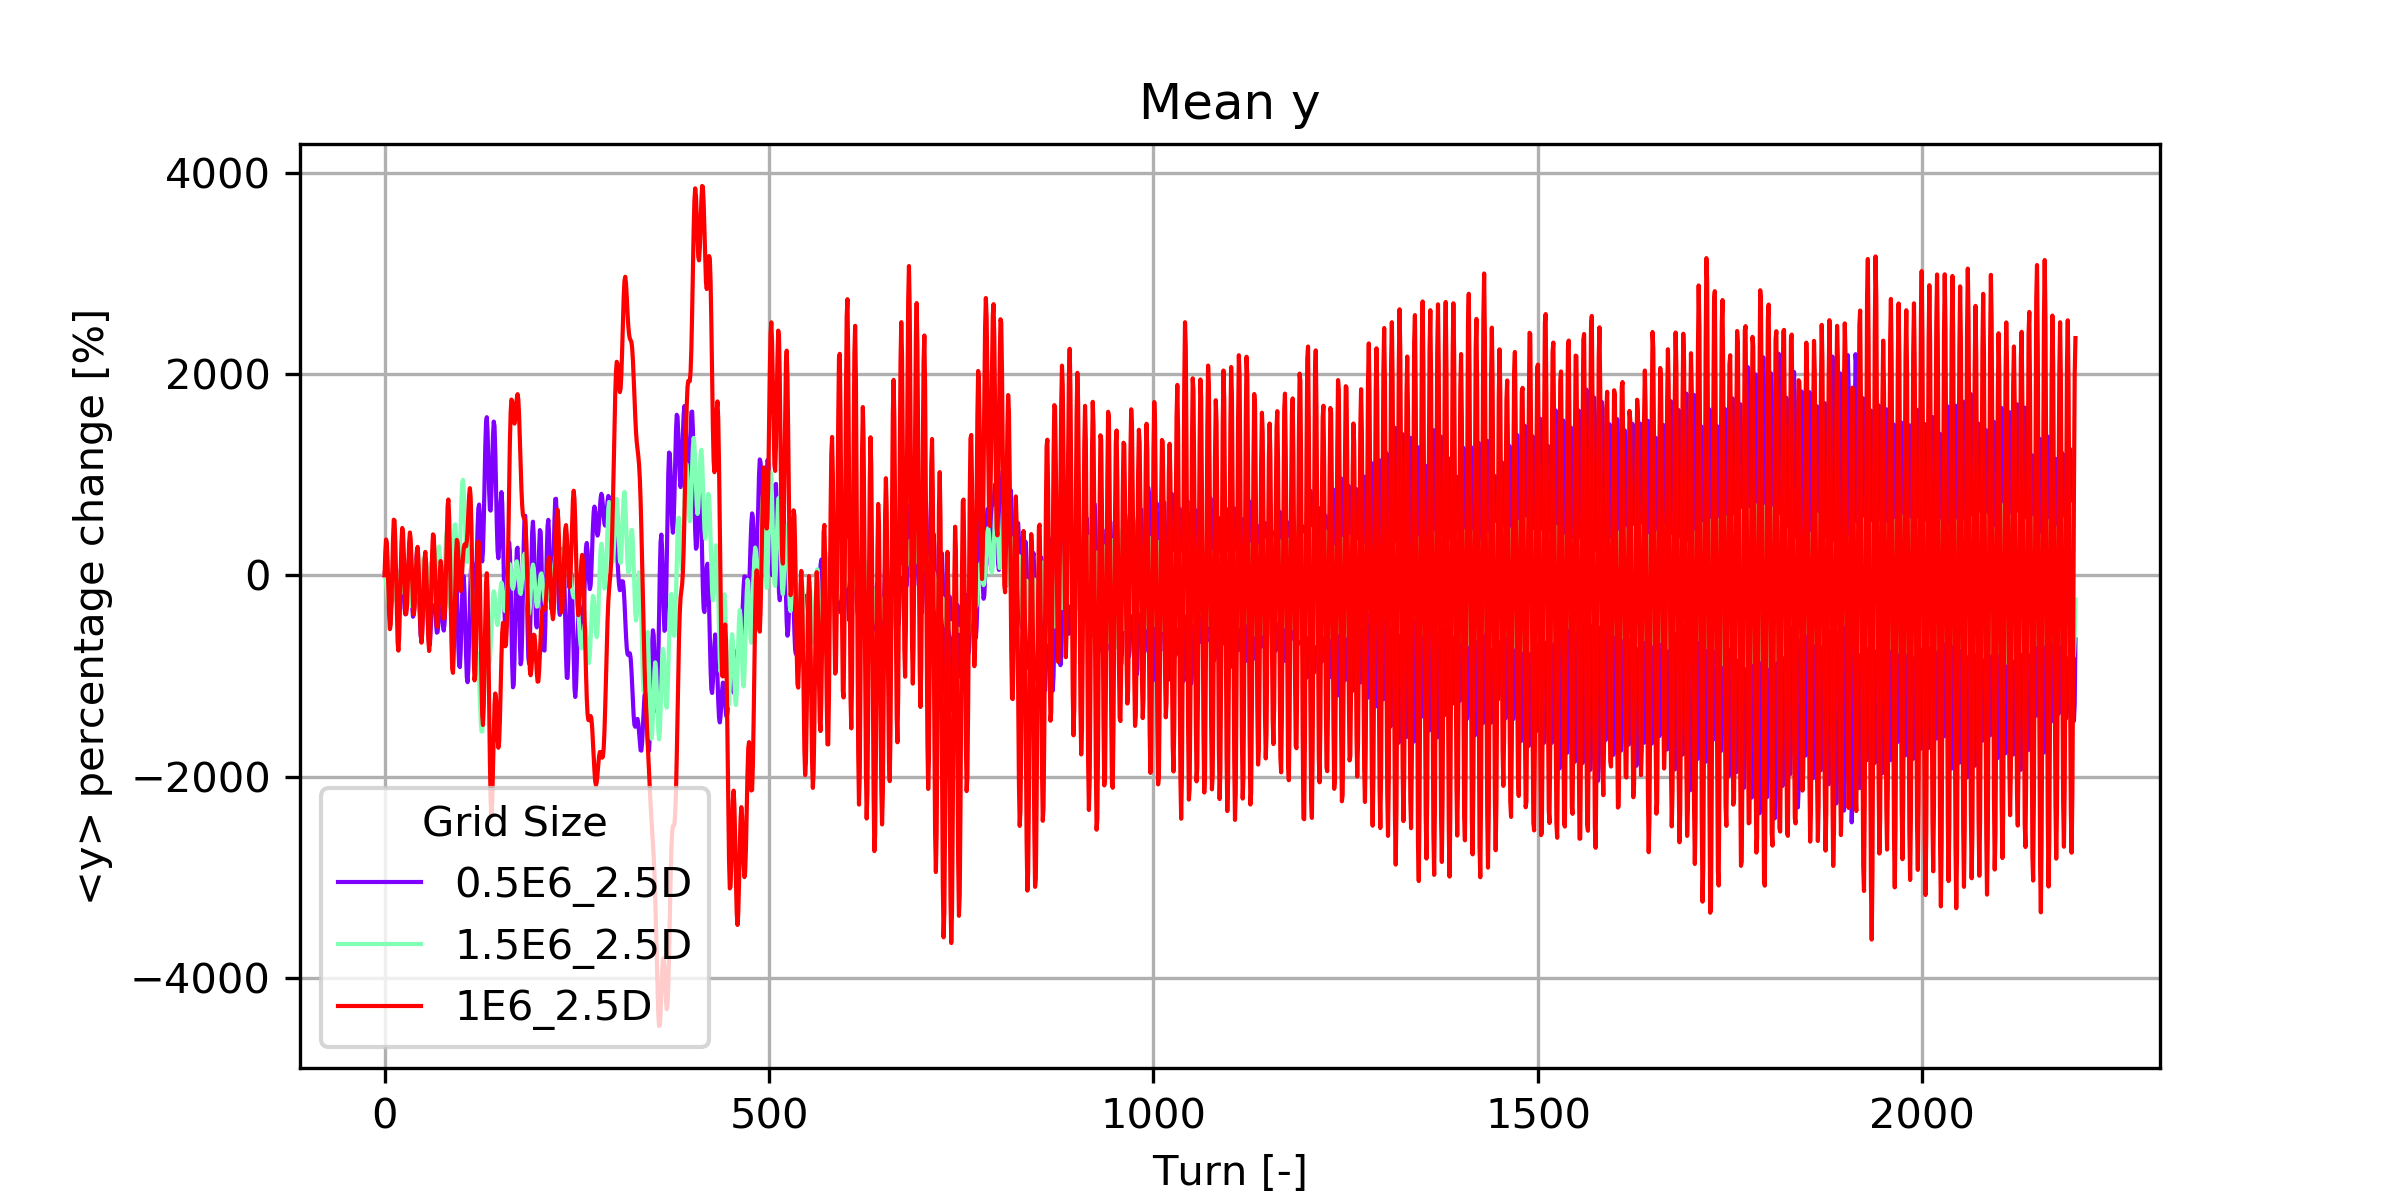 Mean y
<y> percentage change [%]
4000
2000
0
−2000
−4000
Grid Size
0.5E6_2.5D
1.5E6_2.5D
1E6_2.5D
0 500 1000 1500 2000
Turn [-]